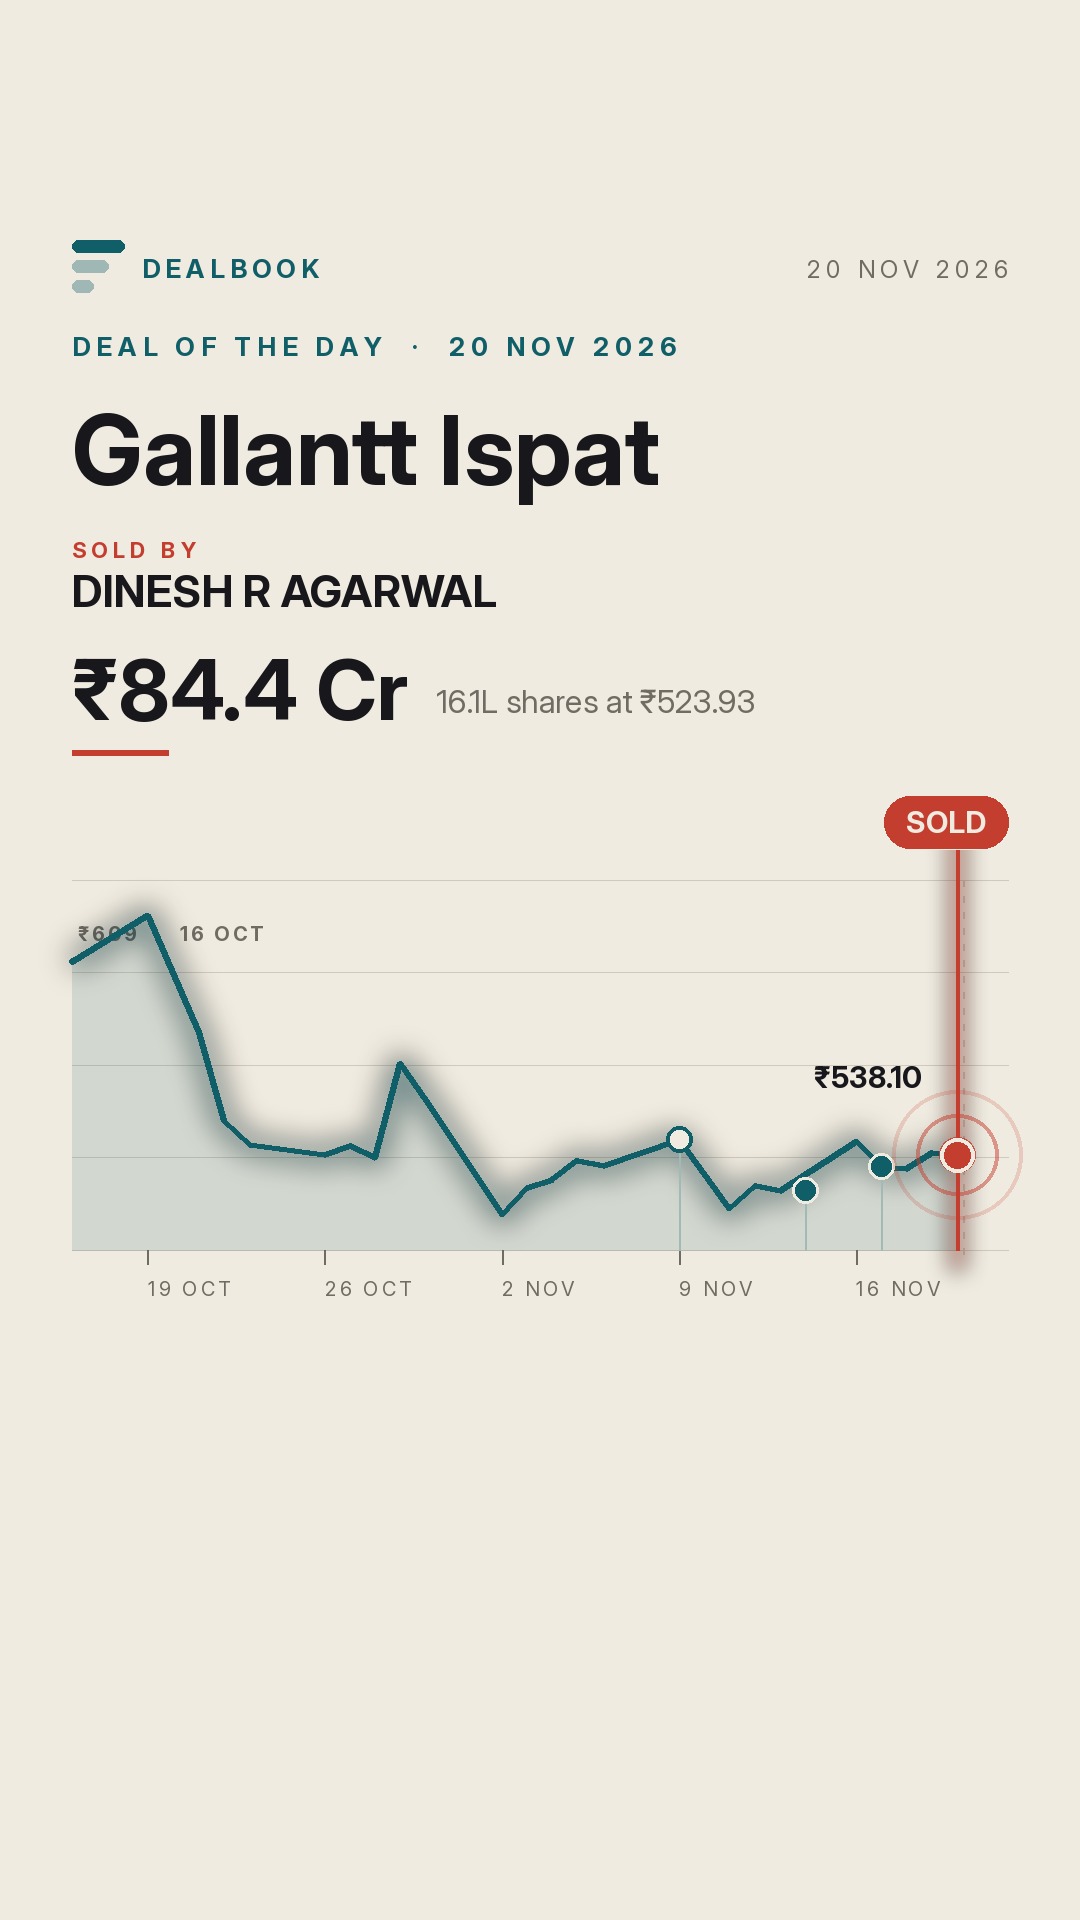 DEALBOOK
20 NOV 2026
DEAL OF THE DAY · 20 NOV 2026
Gallantt Ispat
SOLD BY
DINESH R AGARWAL
₹84.4 Cr 16.1L shares at ₹523.93
SOLD
₹609 16 OCT
₹538.10
19 OCT 26 OCT 2 NOV 9 NOV 16 NOV